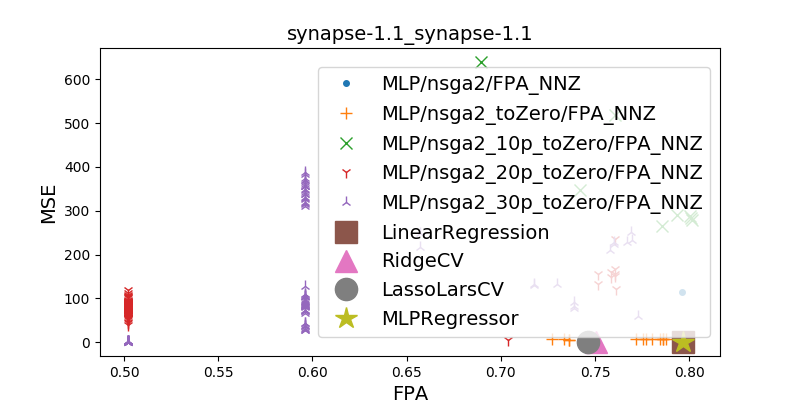 synapse-1.1_synapse-1.1
MSE
600
500
400
300
200
100
0
MLP/nsga2/FPA_NNZ
MLP/nsga2_toZero/FPA_NNZ
MLP/nsga2_10p_toZero/FPA_NNZ
MLP/nsga2_20p_toZero/FPA_NNZ
MLP/nsga2_30p_toZero/FPA_NNZ
LinearRegression
RidgeCV
LassoLarsCV
MLPRegressor
0.50 0.55 0.60 0.65 0.70 0.75 0.80
FPA